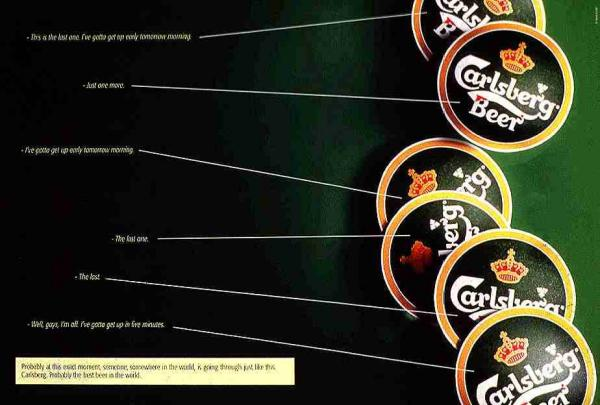 - This is the last one. I've gotta get up early tomorrow morning.
- Just one more.
- I've gotta get up early tomorrow morning.
- The last one.
- The last
- Well, guys, I'm off. I've gotta get up in five minutes.
Probably at this exact moment, someone, somewhere in the world, is going through just like this.
Carlsberg. Probably the best beer in the world.
Carlsberg
Beer
Carlsberg